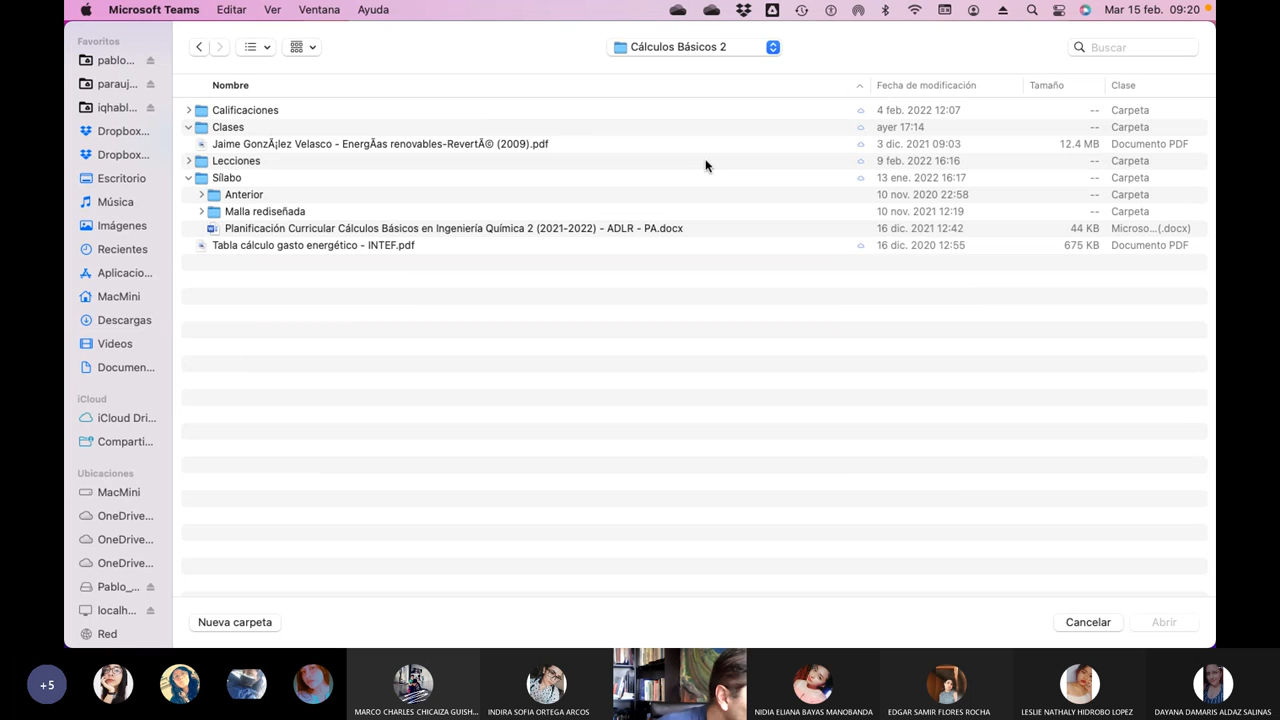 Microsoft Teams Editar Ver Ventana Ayuda Mar 15 feb. 09:20
Favoritos
pablo...
parauj...
iqhabl...
Dropbox...
Dropbox...
Escritorio
Música
Imágenes
Recientes
Aplicacio...
MacMini
Descargas
Videos
Documen...
iCloud
iCloud Dri...
Comparti...
Ubicaciones
MacMini
OneDrive...
OneDrive...
OneDrive...
Pablo_...
localh...
Red
Cálculos Básicos 2
Buscar
Nombre Fecha de modificación Tamaño Clase
Calificaciones 4 feb. 2022 12:07 -- Carpeta
Clases ayer 17:14 -- Carpeta
Jaime GonzÃ¡lez Velasco - EnergÃ­as renovables-RevertÃ© (2009).pdf 3 dic. 2021 09:03 12.4 MB Documento PDF
Lecciones 9 feb. 2022 16:16 -- Carpeta
Sílabo 13 ene. 2022 16:17 -- Carpeta
Anterior 10 nov. 2020 22:58 -- Carpeta
Malla rediseñada 10 nov. 2021 12:19 -- Carpeta
Planificación Curricular Cálculos Básicos en Ingeniería Química 2 (2021-2022) - ADLR - PA.docx 16 dic. 2021 12:42 44 KB Microso...(.docx)
Tabla cálculo gasto energético - INTEF.pdf 16 dic. 2020 12:55 675 KB Documento PDF
Nueva carpeta Cancelar Abrir
+5
MARCO CHARLES CHICAIZA GUISH... INDIRA SOFIA ORTEGA ARCOS NIDIA ELIANA BAYAS MANOBANDA EDGAR SAMIR FLORES ROCHA LESLIE NATHALY HIDROBO LOPEZ DAYANA DAMARIS ALDAZ SALINAS